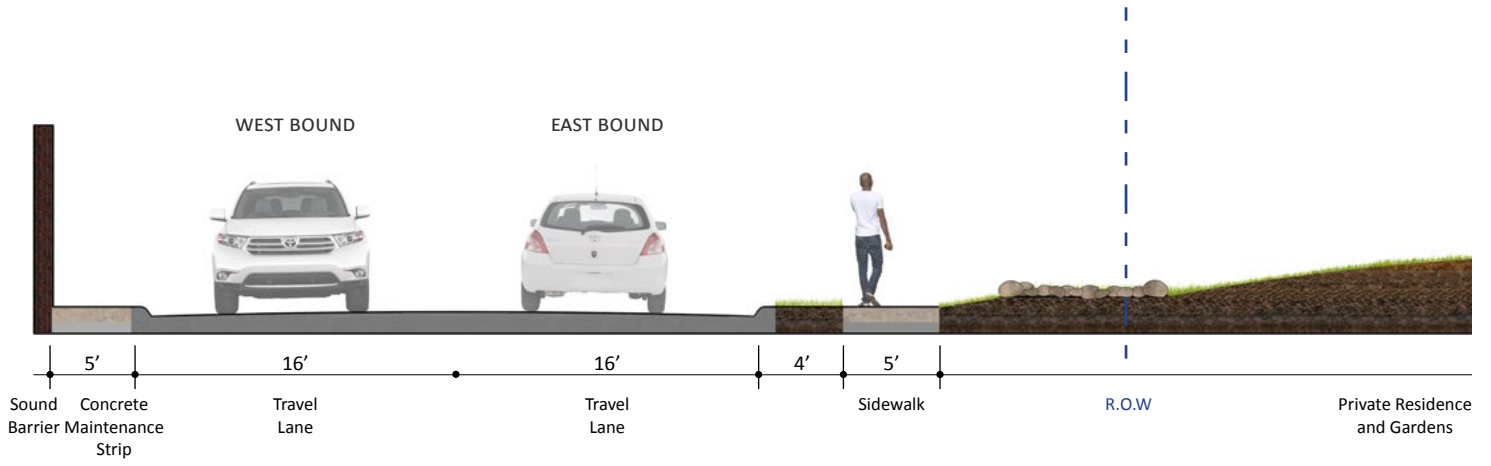 WEST BOUND
EAST BOUND
5’
16’
16’
4’
5’
Sound
Barrier
Concrete
Maintenance
Strip
Travel
Lane
Travel
Lane
Sidewalk
R.O.W
Private Residence
and Gardens